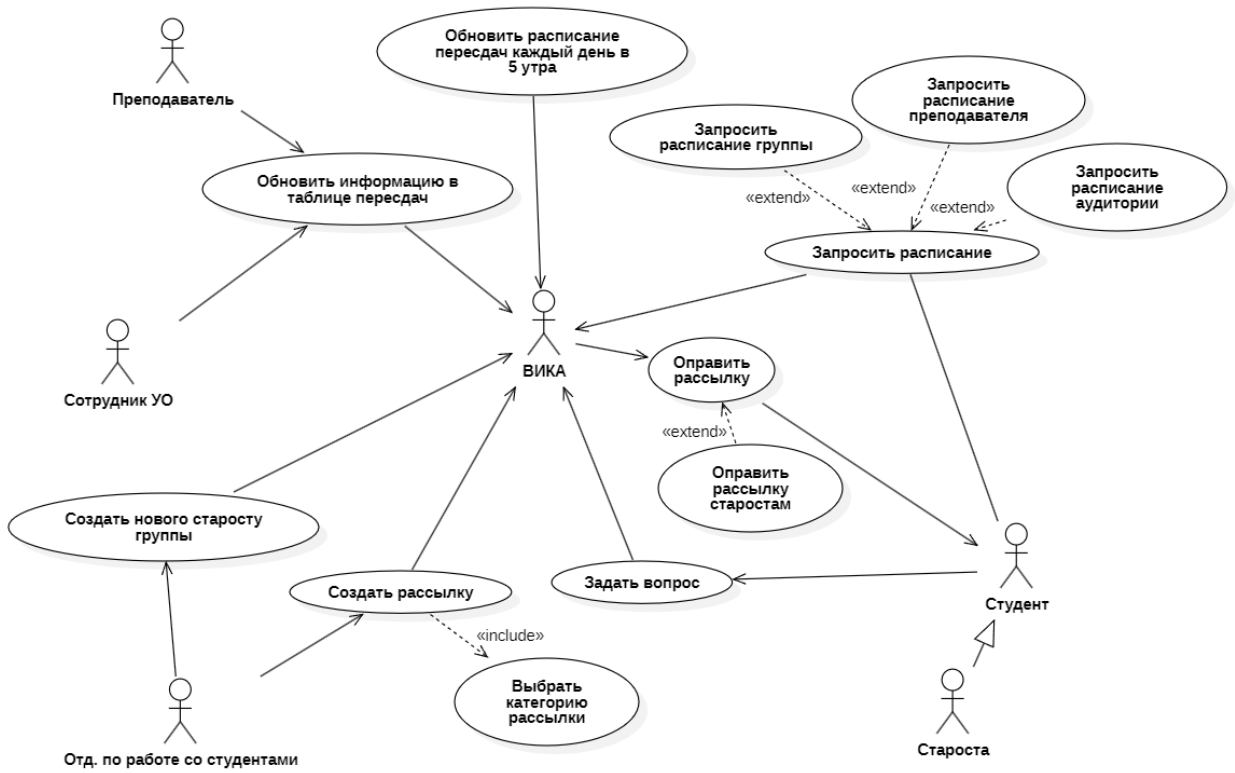 Обновить расписание
пересдач каждый день в
5 утра
Преподаватель
Запросить
расписание
преподавателя
Запросить
расписание группы
Запросить
расписание
аудитории
Обновить информацию в
таблице пересдач
«extend»
«extend»
«extend»
Запросить расписание
ВИКА
Оправить
рассылку
Сотрудник УО
«extend»
Оправить
рассылку
старостам
Создать нового старосту
группы
Создать рассылку
Задать вопрос
Студент
«include»
Выбрать
категорию
рассылки
Староста
Отд. по работе со студентами